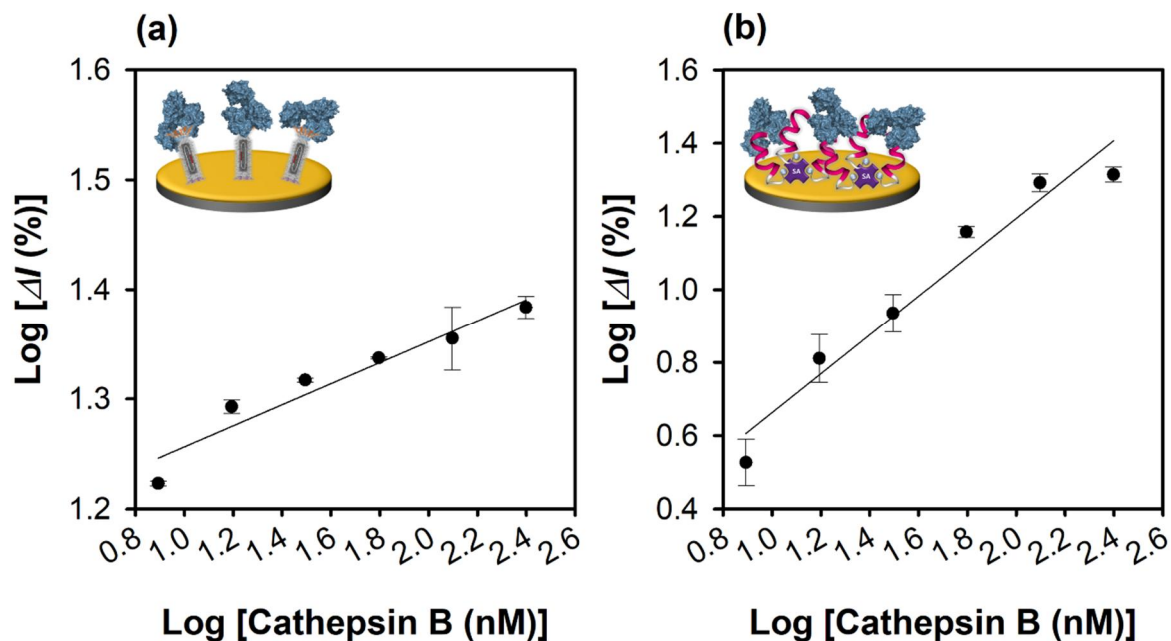 (a)
1.6
1.5
1.4
1.3
1.2
Log [ΔI (%)]
0.8 1.0 1.2 1.4 1.6 1.8 2.0 2.2 2.4 2.6
Log [Cathepsin B (nM)]
(b)
1.6
1.4
1.2
1.0
0.8
0.6
0.4
Log [ΔI (%)]
SA SA
0.8 1.0 1.2 1.4 1.6 1.8 2.0 2.2 2.4 2.6
Log [Cathepsin B (nM)]